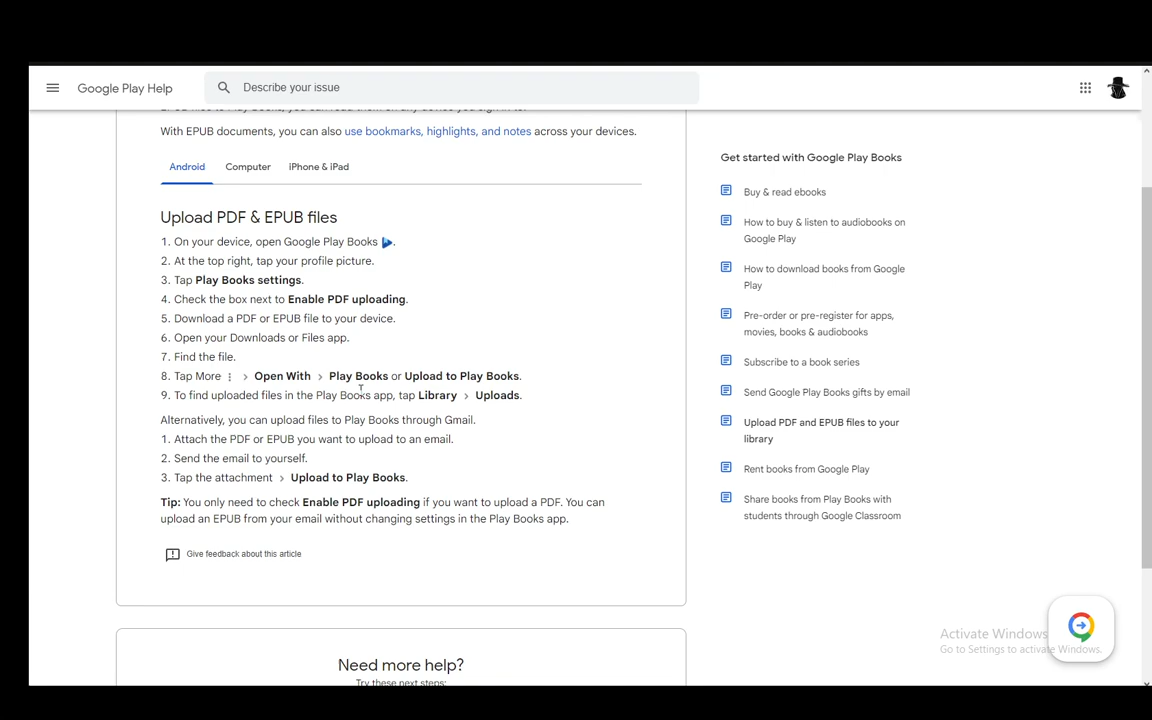 Google Play Help
Describe your issue
With EPUB documents, you can also use bookmarks, highlights, and notes across your devices.
Android Computer iPhone & iPad
Upload PDF & EPUB files
1. On your device, open Google Play Books .
2. At the top right, tap your profile picture.
3. Tap Play Books settings.
4. Check the box next to Enable PDF uploading.
5. Download a PDF or EPUB file to your device.
6. Open your Downloads or Files app.
7. Find the file.
8. Tap More > Open With > Play Books or Upload to Play Books.
9. To find uploaded files in the Play Books app, tap Library > Uploads.
Alternatively, you can upload files to Play Books through Gmail.
1. Attach the PDF or EPUB you want to upload to an email.
2. Send the email to yourself.
3. Tap the attachment > Upload to Play Books.
Tip: You only need to check Enable PDF uploading if you want to upload a PDF. You can
upload an EPUB from your email without changing settings in the Play Books app.
Give feedback about this article
Need more help?
Try these next steps:
Get started with Google Play Books
Buy & read ebooks
How to buy & listen to audiobooks on
Google Play
How to download books from Google
Play
Pre-order or pre-register for apps,
movies, books & audiobooks
Subscribe to a book series
Send Google Play Books gifts by email
Upload PDF and EPUB files to your
library
Rent books from Google Play
Share books from Play Books with
students through Google Classroom
Activate Windows
Go to Settings to activate Windows.